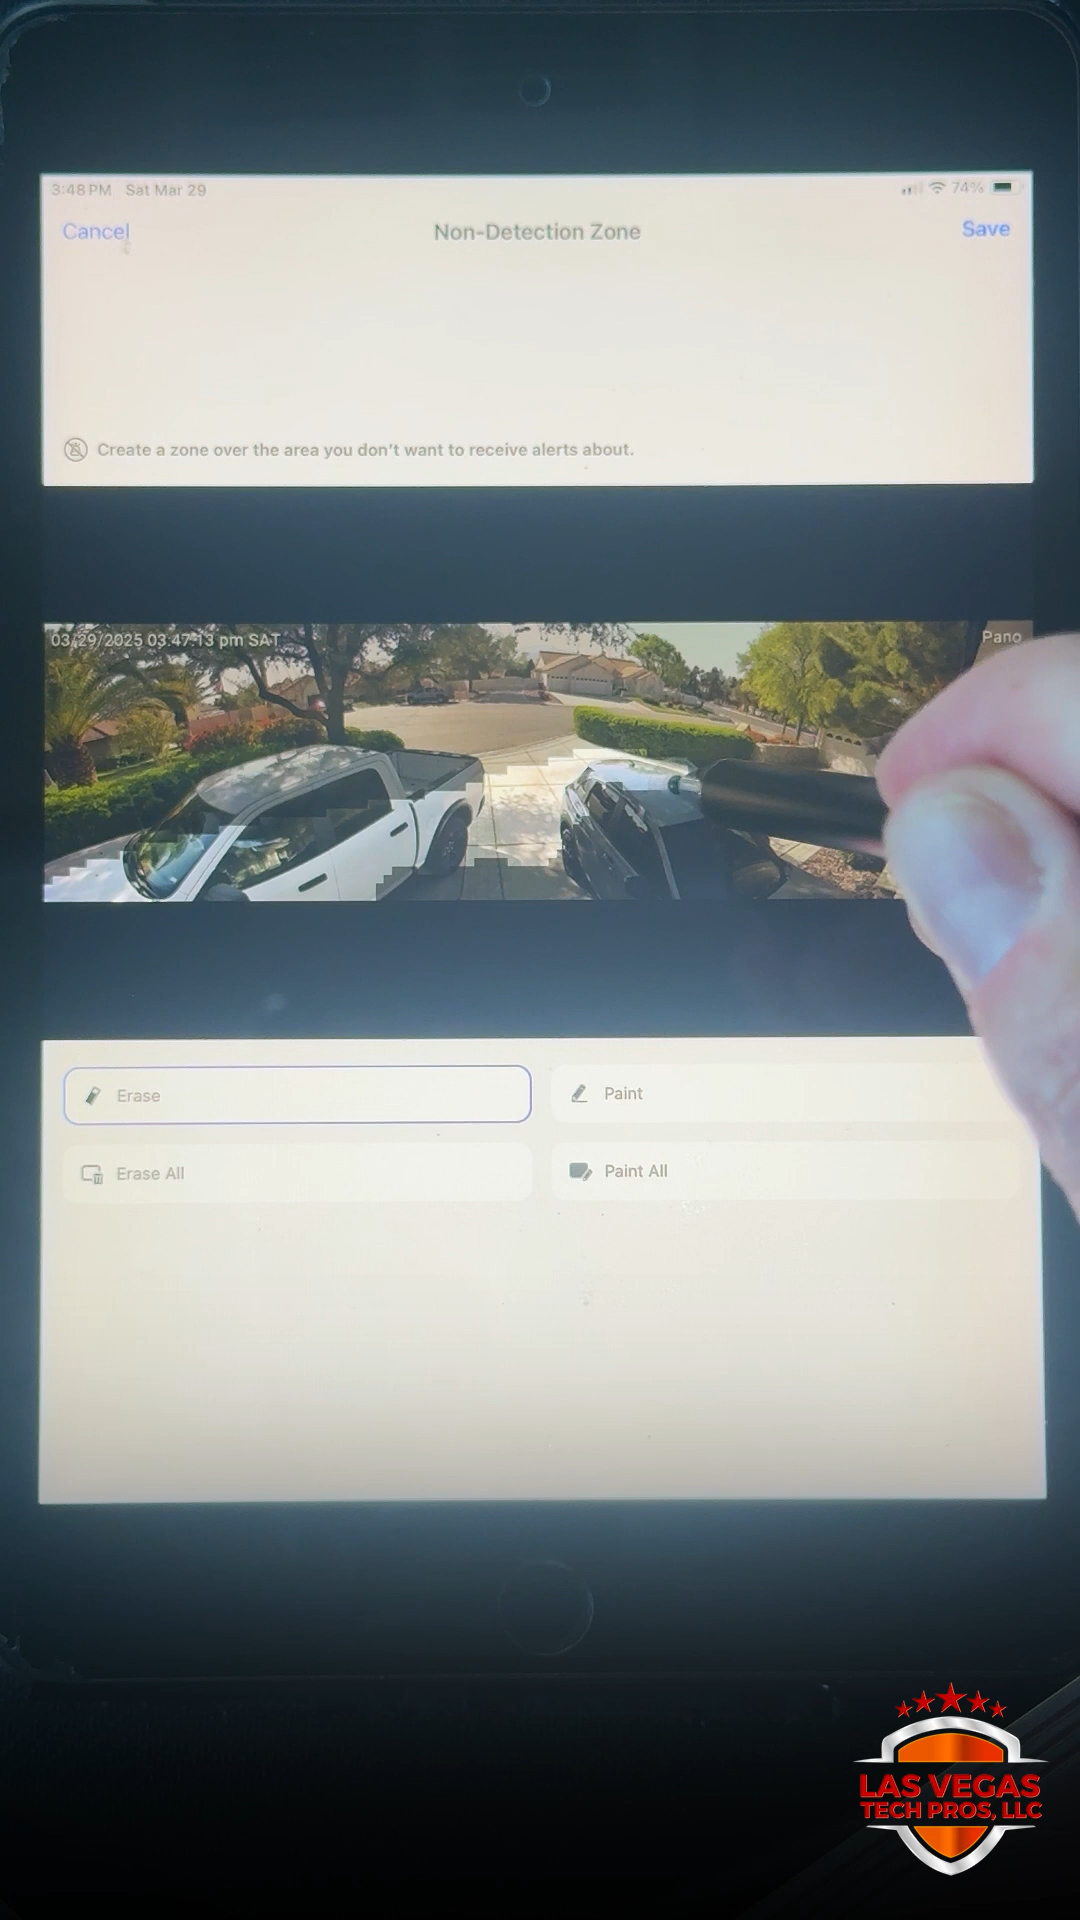 3:48 PM Sat Mar 29
74%
Cancel
Non-Detection Zone
Save
Create a zone over the area you don't want to receive alerts about.
03/29/2025 03:47:13 pm SAT
Pano
Erase
Paint
Erase All
Paint All
LAS VEGAS
TECH PROS, LLC